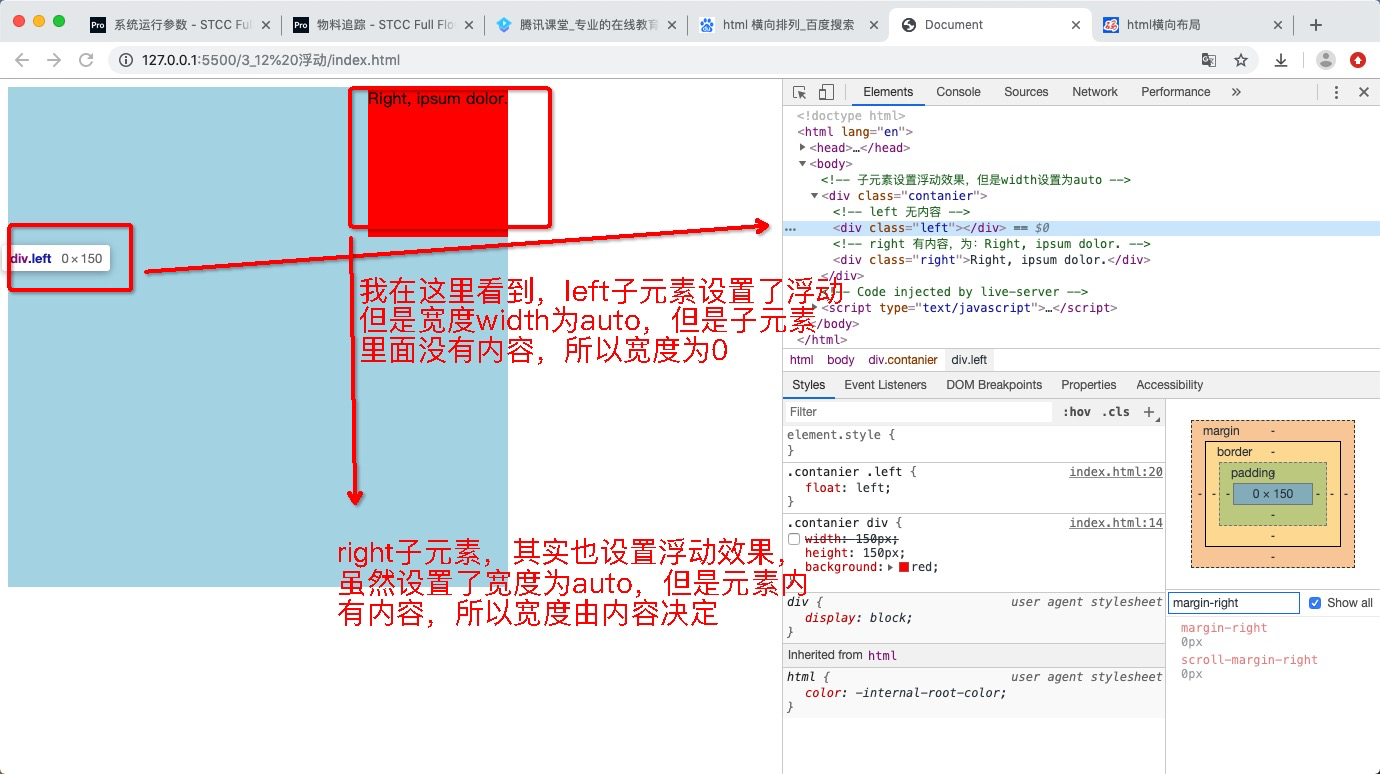 系统运行参数 - STCC Ful
物料追踪 - STCC Full Flo
腾讯课堂_专业的在线教育
html 横向排列_百度搜索
Document
html横向布局
127.0.0.1:5500/3_12%20浮动/index.html
Right, ipsum dolor.
div.left 0 × 150
我在这里看到，left子元素设置了浮动
但是宽度width为auto，但是子元素
里面没有内容，所以宽度为0
right子元素，其实也设置浮动效果，
虽然设置了宽度为auto，但是元素内
有内容，所以宽度由内容决定
Elements Console Sources Network Performance
<!doctype html>
<html lang="en">
<head>…</head>
<body>
<!-- 子元素设置浮动效果，但是width设置为auto -->
<div class="contanier">
<!-- left 无内容 -->
<div class="left"></div> == $0
<!-- right 有内容，为：Right, ipsum dolor. -->
<div class="right">Right, ipsum dolor.</div>
</div>
<!-- Code injected by live-server -->
<script type="text/javascript">…</script>
</body>
</html>
html body div.contanier div.left
Styles Event Listeners DOM Breakpoints Properties Accessibility
Filter :hov .cls
element.style {
}
.contanier .left { index.html:20
float: left;
}
.contanier div { index.html:14
width: 150px;
height: 150px;
background: red;
}
div { user agent stylesheet
display: block;
}
Inherited from html
html { user agent stylesheet
color: -internal-root-color;
}
margin -
border -
padding -
- - - 0 × 150 - - -
-
-
-
margin-right Show all
margin-right
0px
scroll-margin-right
0px